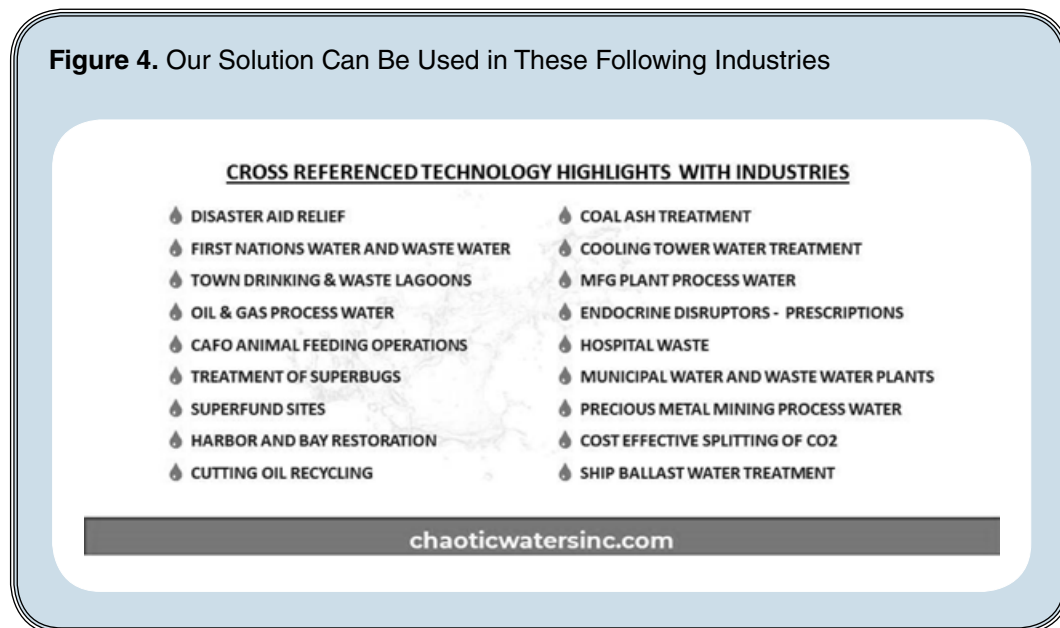 Figure 4. Our Solution Can Be Used in These Following Industries
CROSS REFERENCED TECHNOLOGY HIGHLIGHTS WITH INDUSTRIES
DISASTER AID RELIEF
FIRST NATIONS WATER AND WASTE WATER
TOWN DRINKING & WASTE LAGOONS
OIL & GAS PROCESS WATER
CAFO ANIMAL FEEDING OPERATIONS
TREATMENT OF SUPERBUGS
SUPERFUND SITES
HARBOR AND BAY RESTORATION
CUTTING OIL RECYCLING
COAL ASH TREATMENT
COOLING TOWER WATER TREATMENT
MFG PLANT PROCESS WATER
ENDOCRINE DISRUPTORS - PRESCRIPTIONS
HOSPITAL WASTE
MUNICIPAL WATER AND WASTE WATER PLANTS
PRECIOUS METAL MINING PROCESS WATER
COST EFFECTIVE SPLITTING OF CO2
SHIP BALLAST WATER TREATMENT
chaoticwatersinc.com